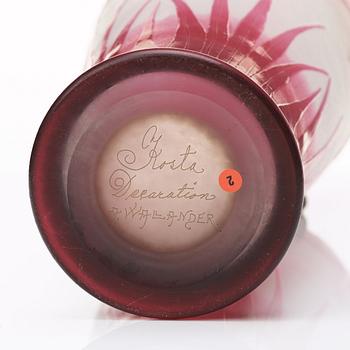 Kosta
Decoration
A. WALLANDER.
2